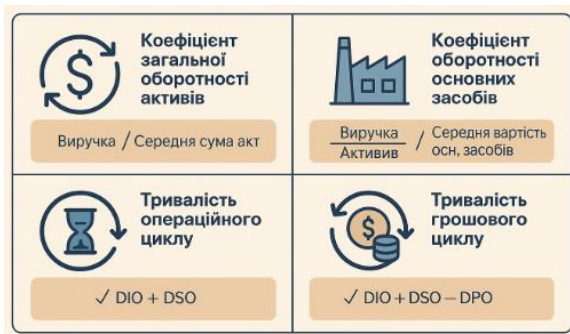 Коефіцієнт
загальної
оборотності
активів
Виручка / Середня сума акт
Коефіцієнт
оборотності
основних
засобів
Виручка / Середня вартість
Активив осн, засобів
Тривалість
операційного
циклу
✓ DIO + DSO
Тривалість
грошового
циклу
✓ DIO + DSO – DPO